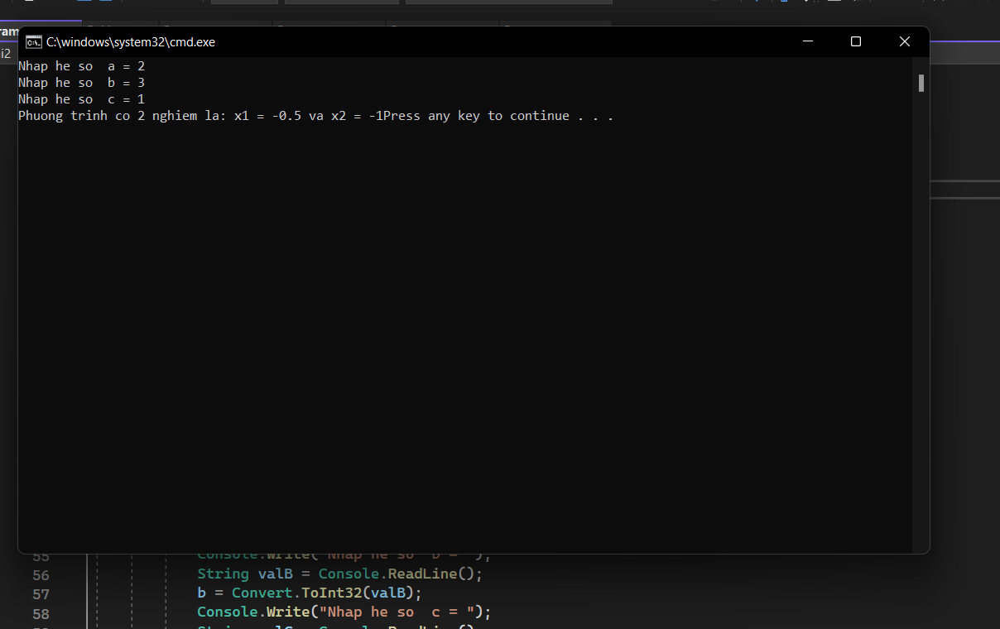 ram
i2
C:\windows\system32\cmd.exe
Nhap he so  a = 2
Nhap he so  b = 3
Nhap he so  c = 1
Phuong trinh co 2 nghiem la: x1 = -0.5 va x2 = -1Press any key to continue . . .
55 Console.Write("Nhap he so  b = ");
56 String valB = Console.ReadLine();
57 b = Convert.ToInt32(valB);
58 Console.Write("Nhap he so  c = ");